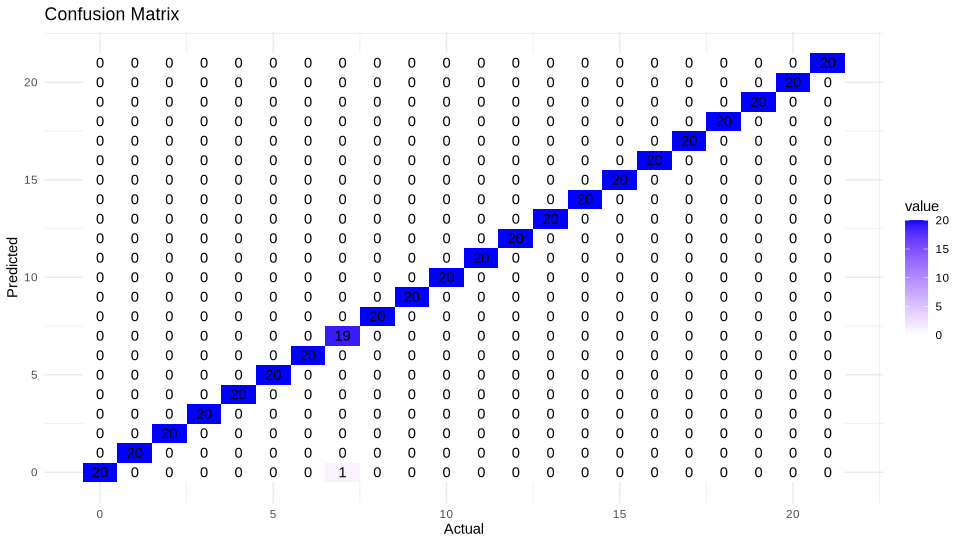 Confusion Matrix
0 0 0 0 0 0 0 0 0 0 0 0 0 0 0 0 0 0 0 0 0 20
20 0 0 0 0 0 0 0 0 0 0 0 0 0 0 0 0 0 0 0 0 20 0
0 0 0 0 0 0 0 0 0 0 0 0 0 0 0 0 0 0 0 20 0 0
0 0 0 0 0 0 0 0 0 0 0 0 0 0 0 0 0 0 20 0 0 0
0 0 0 0 0 0 0 0 0 0 0 0 0 0 0 0 0 20 0 0 0 0
0 0 0 0 0 0 0 0 0 0 0 0 0 0 0 0 20 0 0 0 0 0
15 0 0 0 0 0 0 0 0 0 0 0 0 0 0 0 20 0 0 0 0 0 0
0 0 0 0 0 0 0 0 0 0 0 0 0 0 20 0 0 0 0 0 0 0
0 0 0 0 0 0 0 0 0 0 0 0 0 20 0 0 0 0 0 0 0 0
0 0 0 0 0 0 0 0 0 0 0 0 20 0 0 0 0 0 0 0 0 0
0 0 0 0 0 0 0 0 0 0 0 20 0 0 0 0 0 0 0 0 0 0
10 0 0 0 0 0 0 0 0 0 0 20 0 0 0 0 0 0 0 0 0 0 0
0 0 0 0 0 0 0 0 0 20 0 0 0 0 0 0 0 0 0 0 0 0
0 0 0 0 0 0 0 0 20 0 0 0 0 0 0 0 0 0 0 0 0 0
0 0 0 0 0 0 0 19 0 0 0 0 0 0 0 0 0 0 0 0 0 0
0 0 0 0 0 0 20 0 0 0 0 0 0 0 0 0 0 0 0 0 0 0
5 0 0 0 0 0 20 0 0 0 0 0 0 0 0 0 0 0 0 0 0 0 0
0 0 0 0 20 0 0 0 0 0 0 0 0 0 0 0 0 0 0 0 0 0
0 0 0 20 0 0 0 0 0 0 0 0 0 0 0 0 0 0 0 0 0 0
0 0 20 0 0 0 0 0 0 0 0 0 0 0 0 0 0 0 0 0 0 0
0 20 0 0 0 0 0 0 0 0 0 0 0 0 0 0 0 0 0 0 0 0
0 20 0 0 0 0 0 0 1 0 0 0 0 0 0 0 0 0 0 0 0 0 0
0 5 10 15 20
Actual
Predicted
value
20
15
10
5
0